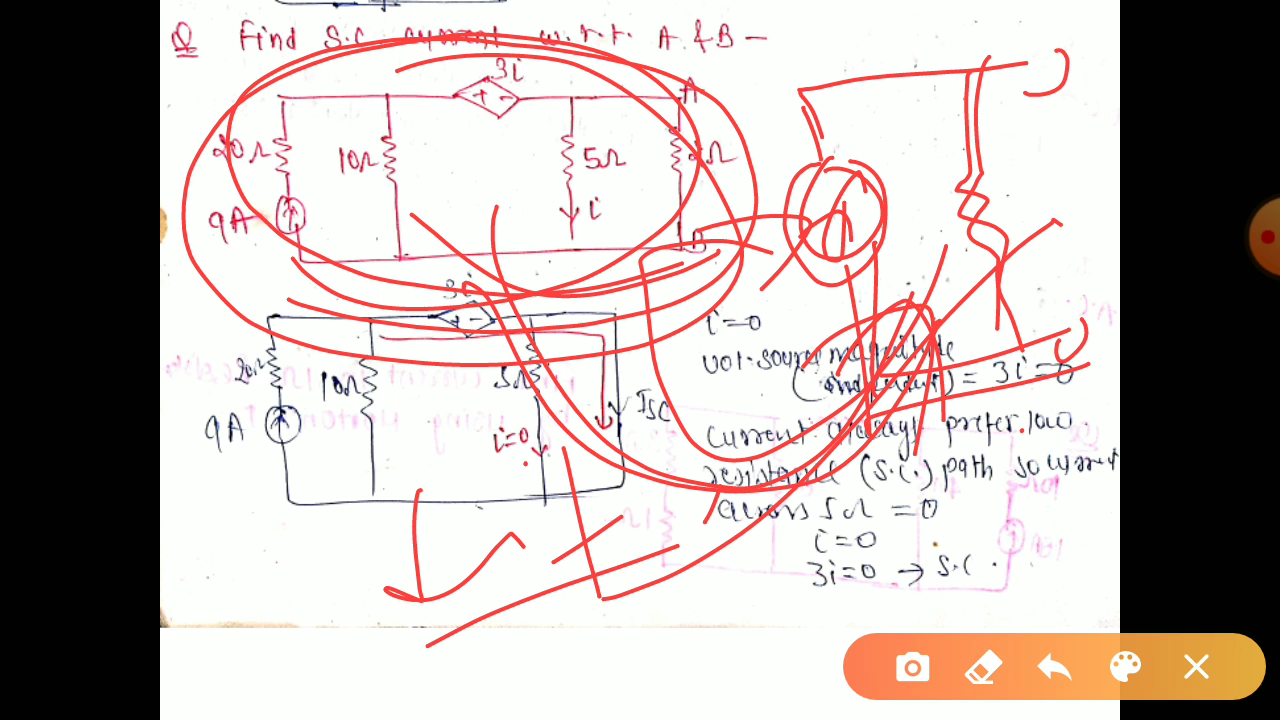 Q Find S.C current w.r.t. A & B -
3i
A
20Ω
10Ω
5Ω
9A
i
B
3i
20Ω
10Ω
5Ω
9A
i=0
Isc
i=0
vol. source magnitude
= 3i=0
current always prefer low
resistance (S.C.) path so current
across 5Ω = 0
i=0
3i=0 → S.C.